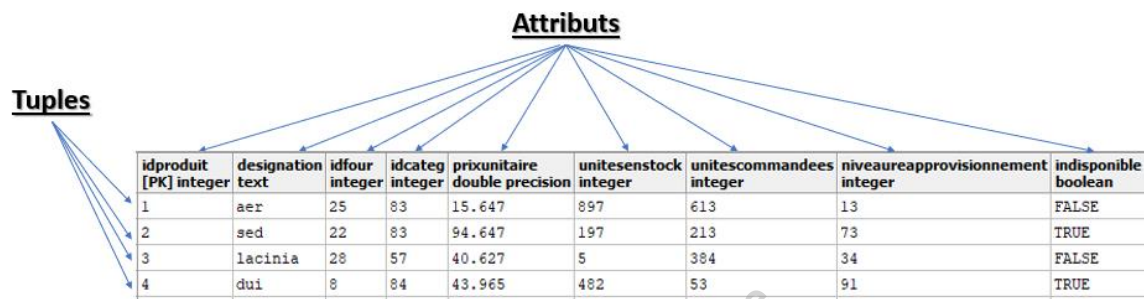 Attributs
Tuples
idproduit designation idfour idcateg prixunitaire unitesenstock unitescommandees niveaureapprovisionnement indisponible
[PK] integer text integer integer double precision integer integer integer boolean
1 aer 25 83 15.647 897 613 13 FALSE
2 sed 22 83 94.647 197 213 73 TRUE
3 lacinia 28 57 40.627 5 384 34 FALSE
4 dui 8 84 43.965 482 53 91 TRUE